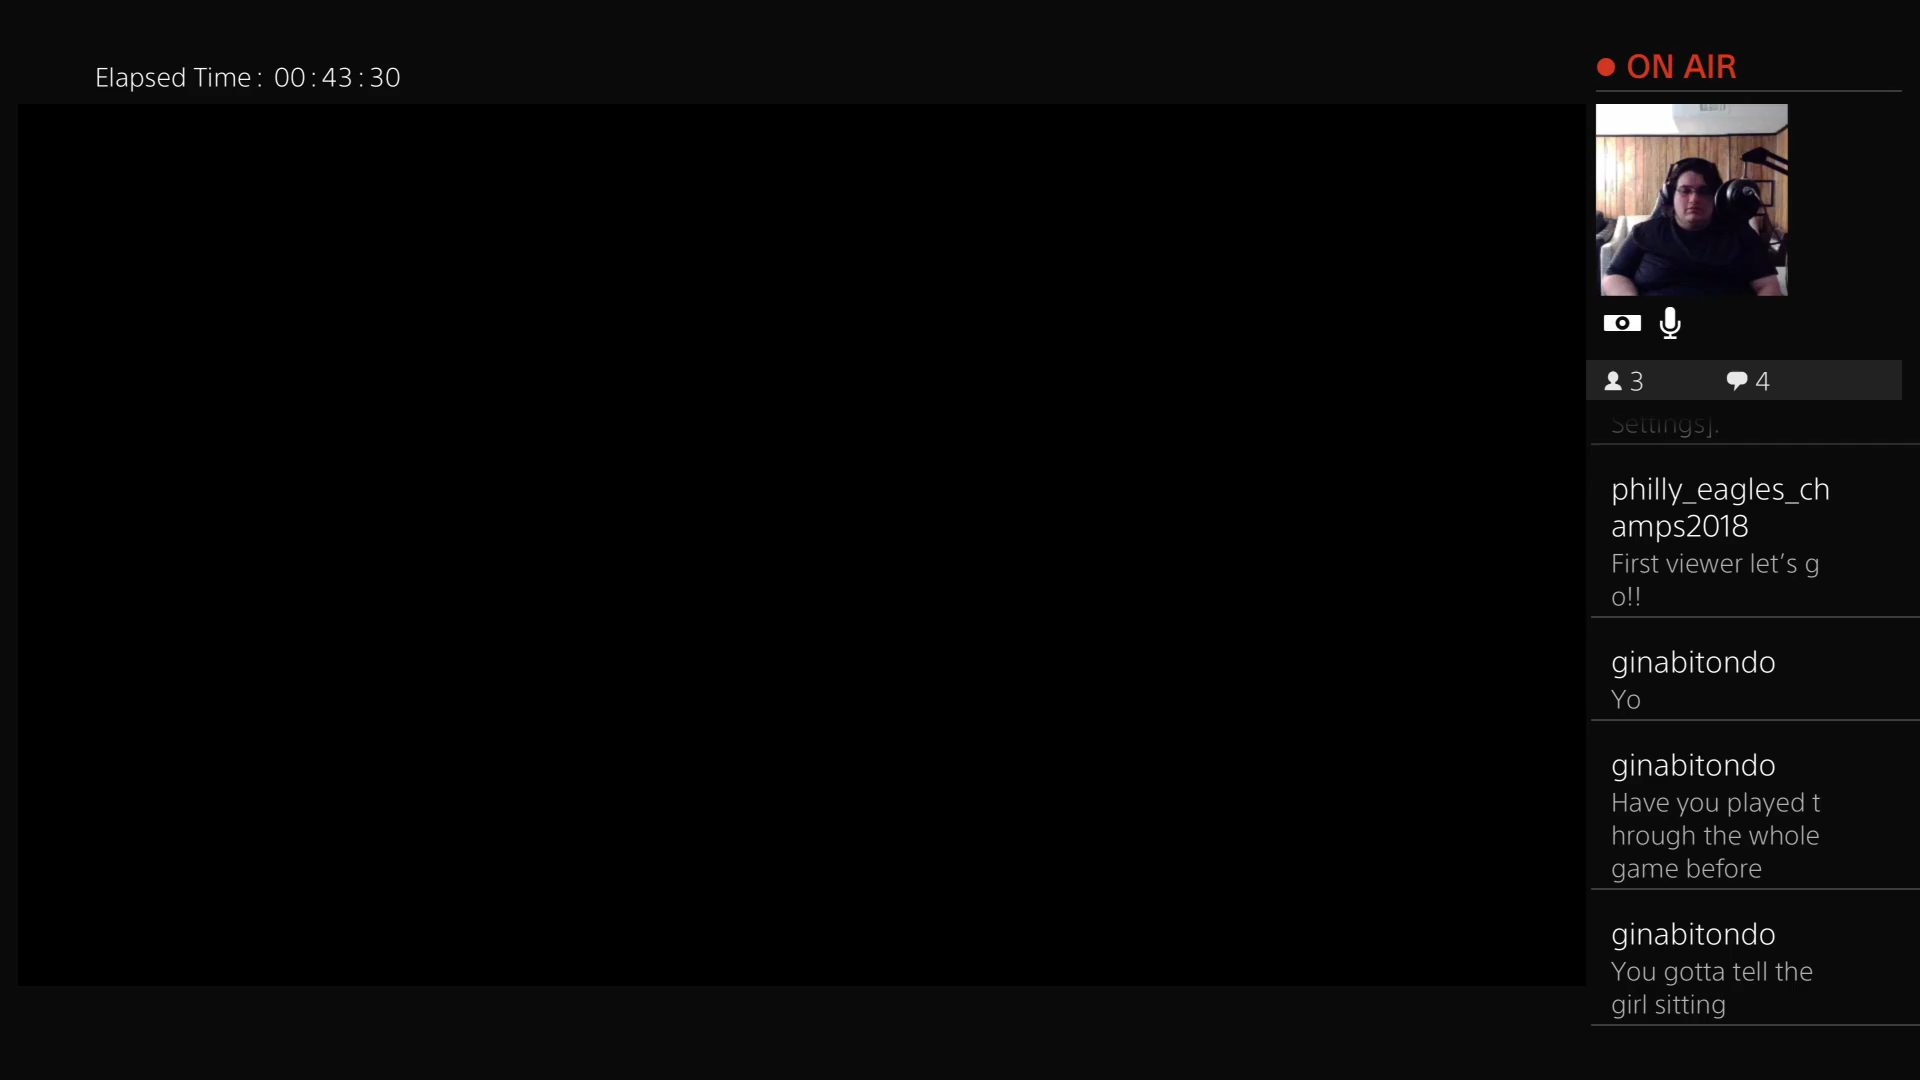 Elapsed Time: 00:43:30
ON AIR
3
4
Settings].
philly_eagles_ch
amps2018
First viewer let’s g
o!!
ginabitondo
Yo
ginabitondo
Have you played t
hrough the whole
game before
ginabitondo
You gotta tell the
girl sitting